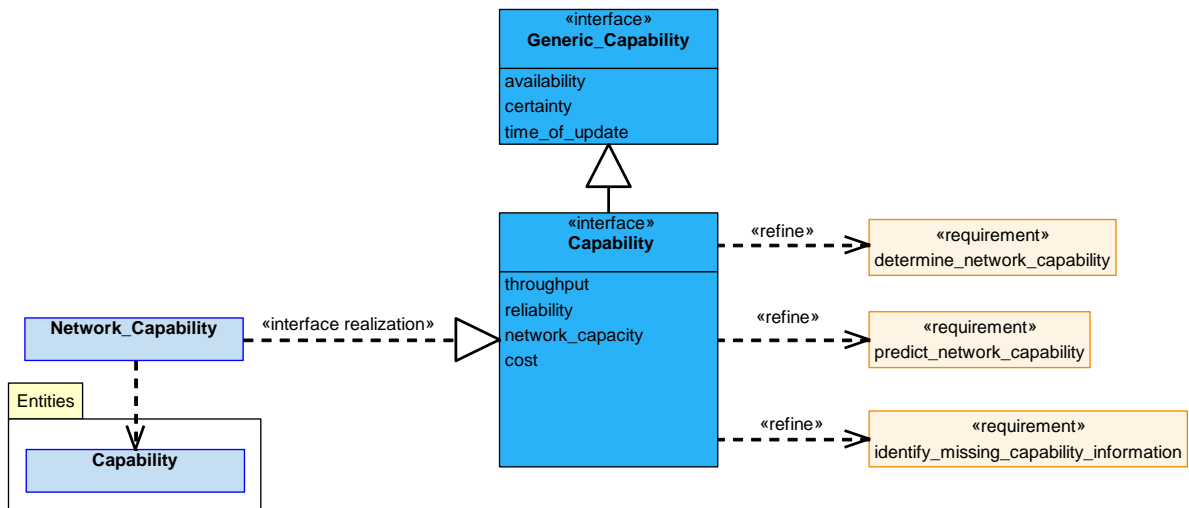 «interface»
Generic_Capability
availability
certainty
time_of_update
«interface»
Capability
throughput
reliability
network_capacity
cost
«refine»
«requirement»
determine_network_capability
«refine»
«requirement»
predict_network_capability
«refine»
«requirement»
identify_missing_capability_information
Network_Capability
«interface realization»
Entities
Capability